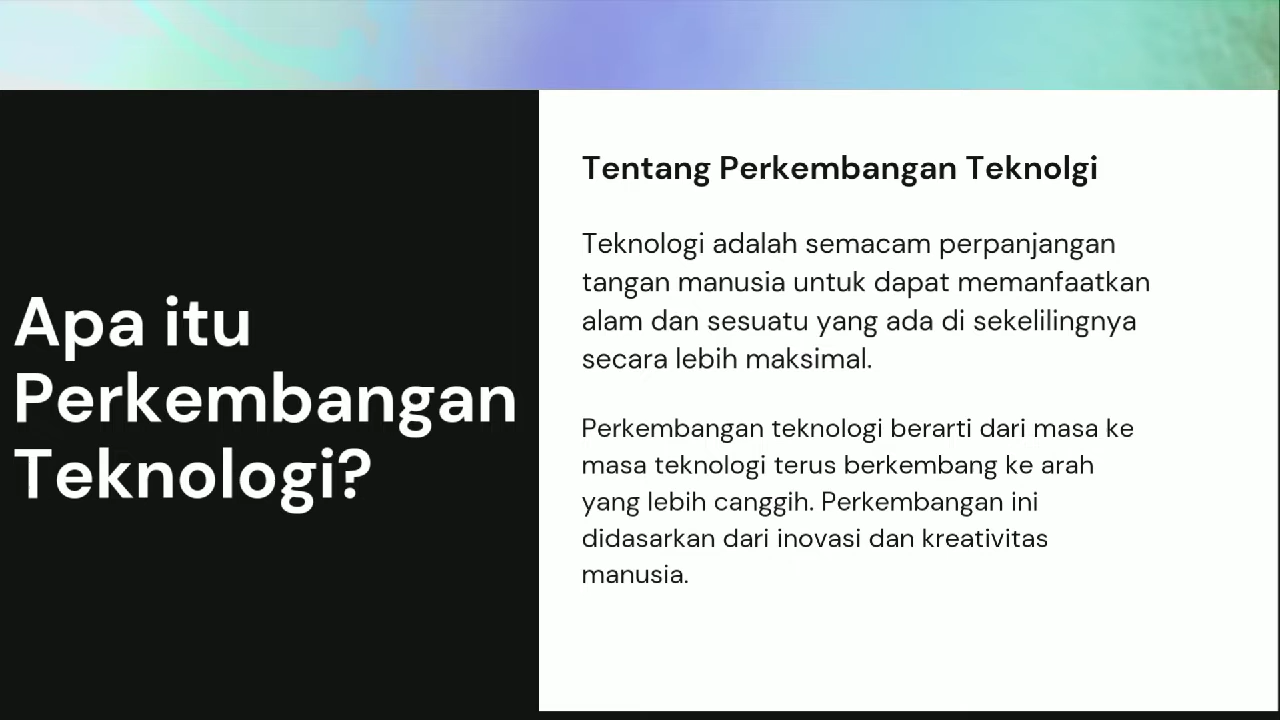 Apa itu
Perkembangan
Teknologi?
Tentang Perkembangan Teknolgi
Teknologi adalah semacam perpanjangan
tangan manusia untuk dapat memanfaatkan
alam dan sesuatu yang ada di sekelilingnya
secara lebih maksimal.
Perkembangan teknologi berarti dari masa ke
masa teknologi terus berkembang ke arah
yang lebih canggih. Perkembangan ini
didasarkan dari inovasi dan kreativitas
manusia.